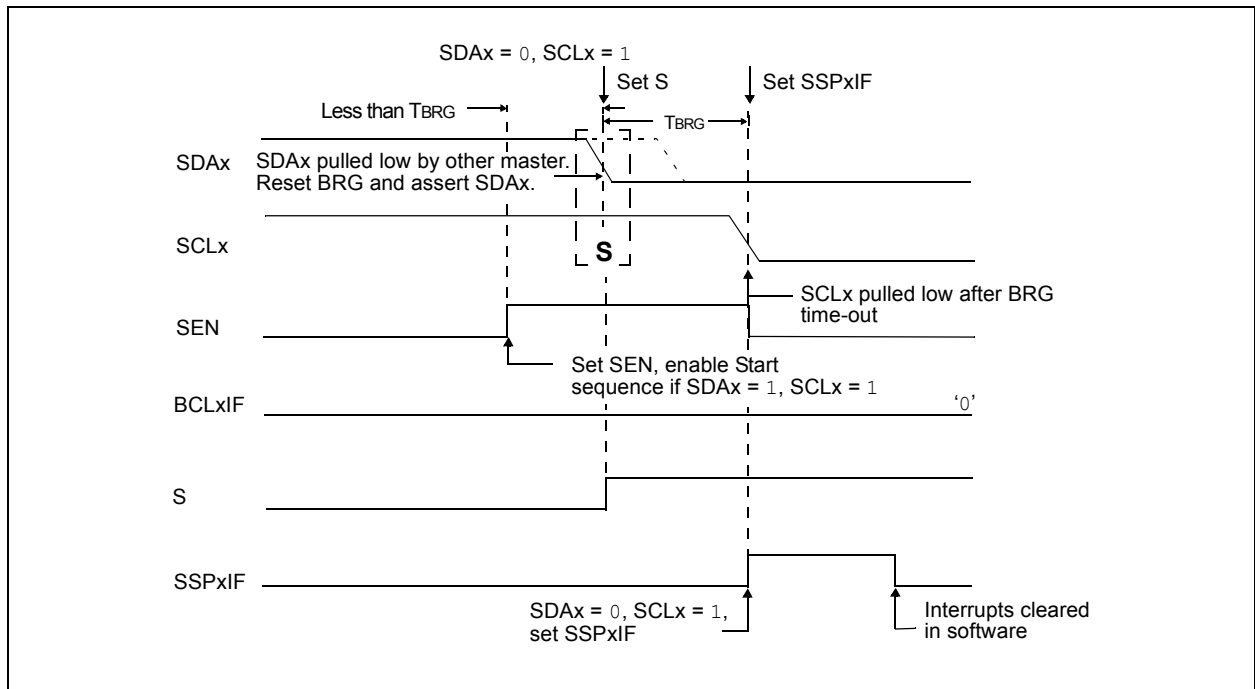 SDAx = 0, SCLx = 1
Set S
Set SSPxIF
Less than TBRG
TBRG
SDAx
SDAx pulled low by other master.
Reset BRG and assert SDAx.
SCLx
S
SCLx pulled low after BRG
time-out
SEN
Set SEN, enable Start
sequence if SDAx = 1, SCLx = 1
BCLxIF
‘0’
S
SSPxIF
SDAx = 0, SCLx = 1,
set SSPxIF
Interrupts cleared
in software